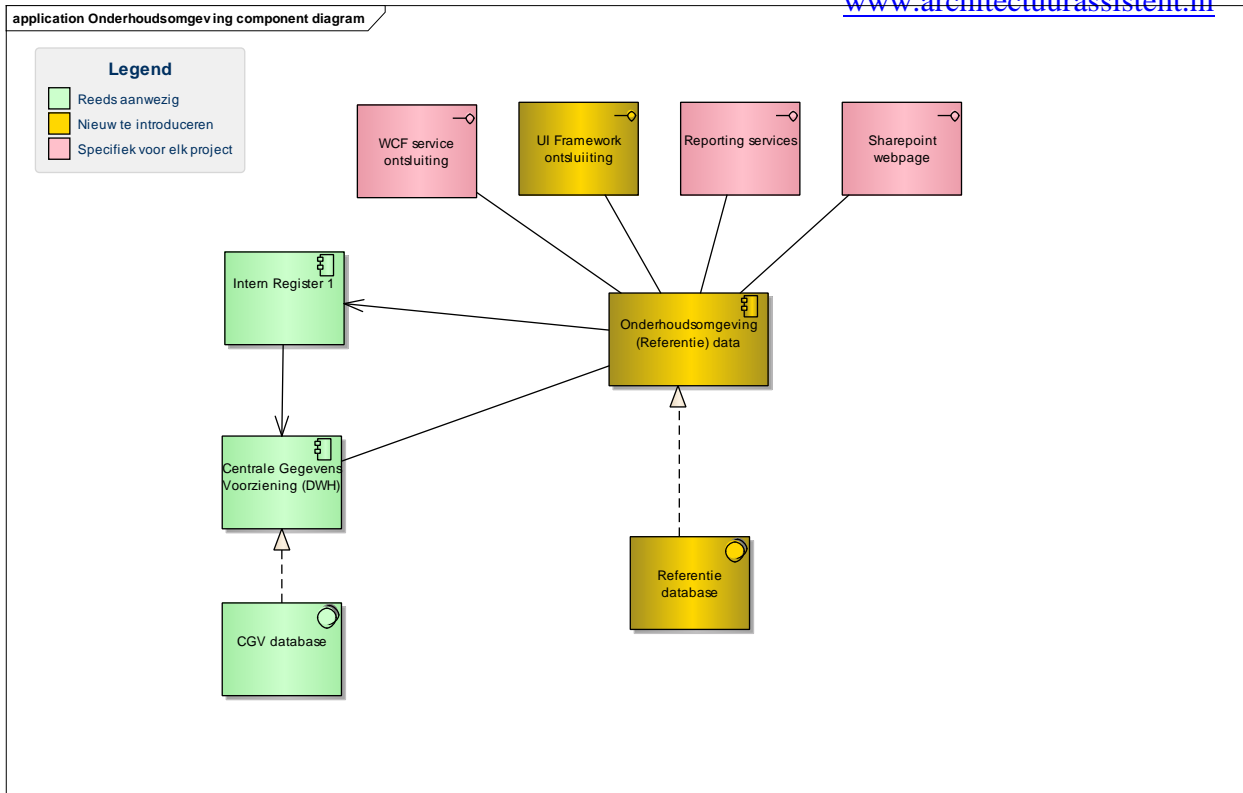 www.architectuurassistent.nl
application Onderhoudsomgeving component diagram
Legend
Reeds aanwezig
Nieuw te introduceren
Specifiek voor elk project
WCF service
ontsluiting
UI Framework
ontsluiiting
Reporting services
Sharepoint
webpage
Intern Register 1
Onderhoudsomgeving
(Referentie) data
Centrale Gegevens
Voorziening (DWH)
Referentie
database
CGV database